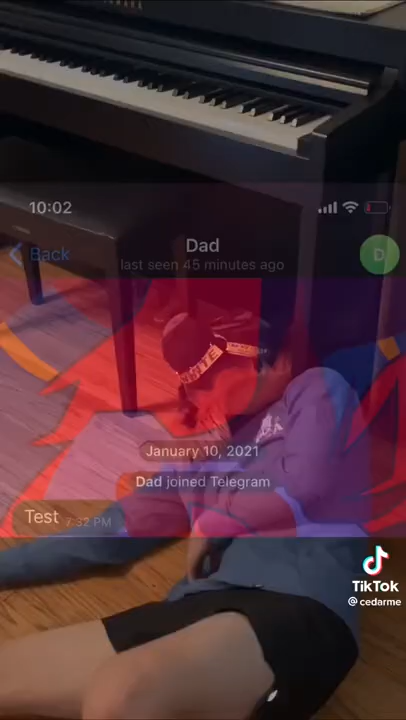 YAMAHA
10:02
Back
Dad
last seen 45 minutes ago
D
January 10, 2021
Dad joined Telegram
Test 7:32 PM
TikTok
@ cedarme